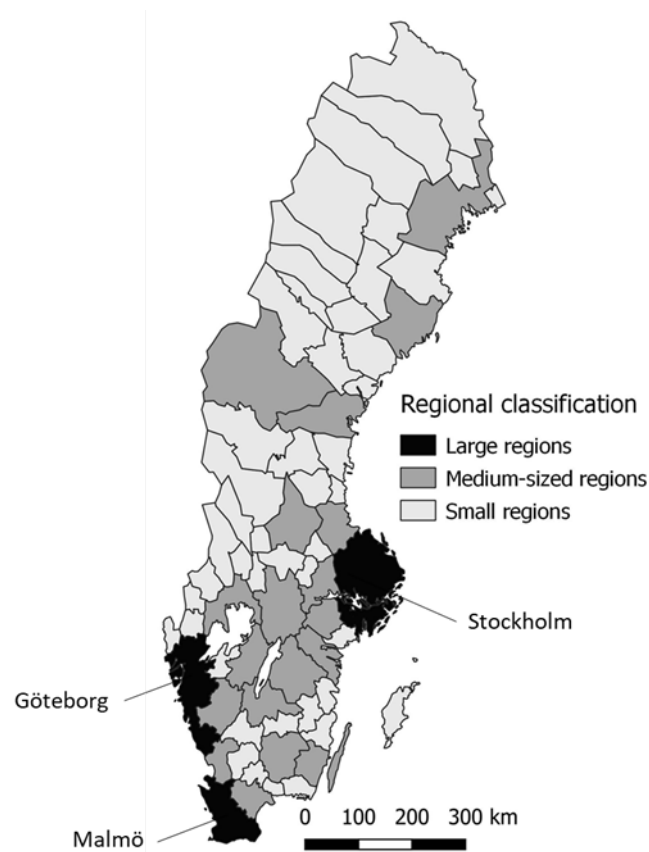 Regional classification
Large regions
Medium-sized regions
Small regions
Stockholm
Göteborg
Malmö
0 100 200 300 km